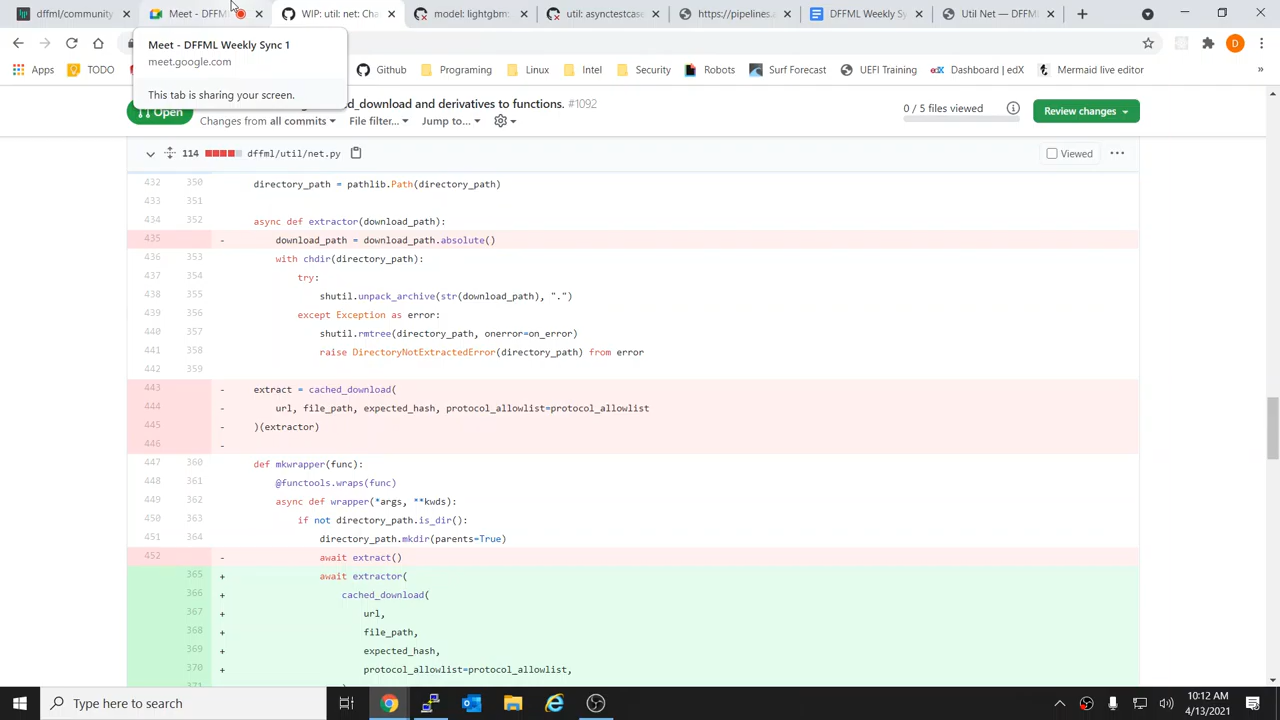 dffml/community
Meet - DFFM
WIP: util: net: Cha
model: lightgbm:
util: asynctestcase
https://pipelines.
DFFML Weekly Sy
Util Net — DFFML
Meet - DFFML Weekly Sync 1
meet.google.com
This tab is sharing your screen.
D
Apps
TODO
Github
Programing
Linux
Intel
Security
Robots
Surf Forecast
UEFI Training
Dashboard | edX
Mermaid live editor
»
Open
d_download and derivatives to functions. #1092
Changes from all commits
File filter...
Jump to...
0 / 5 files viewed
Review changes
114
dffml/util/net.py
Viewed
432 350 directory_path = pathlib.Path(directory_path)
433 351
434 352 async def extractor(download_path):
435 - download_path = download_path.absolute()
436 353 with chdir(directory_path):
437 354 try:
438 355 shutil.unpack_archive(str(download_path), ".")
439 356 except Exception as error:
440 357 shutil.rmtree(directory_path, onerror=on_error)
441 358 raise DirectoryNotExtractedError(directory_path) from error
442 359
443 - extract = cached_download(
444 - url, file_path, expected_hash, protocol_allowlist=protocol_allowlist
445 - )(extractor)
446 -
447 360 def mkwrapper(func):
448 361 @functools.wraps(func)
449 362 async def wrapper(*args, **kwds):
450 363 if not directory_path.is_dir():
451 364 directory_path.mkdir(parents=True)
452 - await extract()
365 + await extractor(
366 + cached_download(
367 + url,
368 + file_path,
369 + expected_hash,
370 + protocol_allowlist=protocol_allowlist,
Type here to search
10:12 AM
4/13/2021